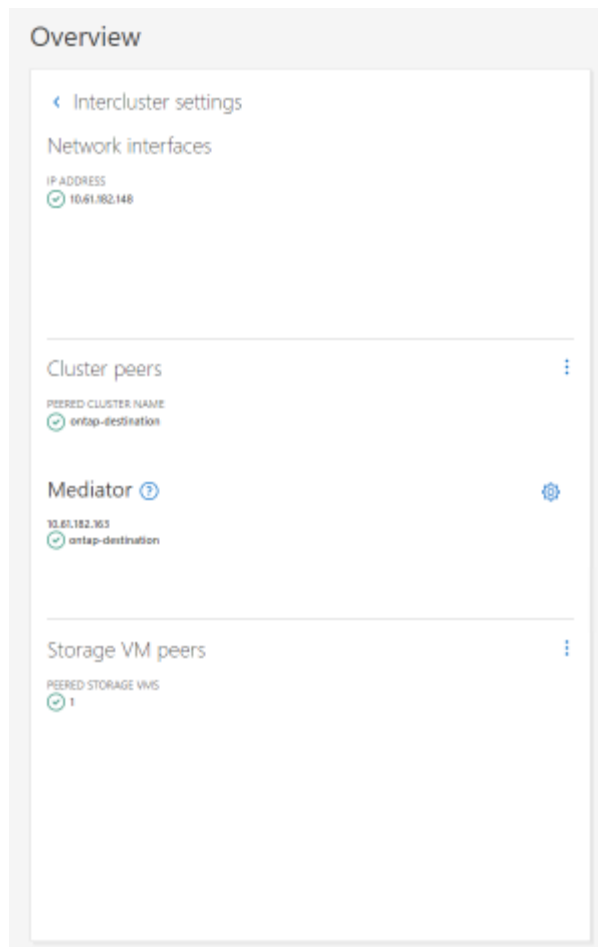 Overview
Intercluster settings
Network interfaces
IP ADDRESS
10.61.182.148
Cluster peers
PEERED CLUSTER NAME
ontap-destination
Mediator
10.61.182.163
ontap-destination
Storage VM peers
PEERED STORAGE VMS
1